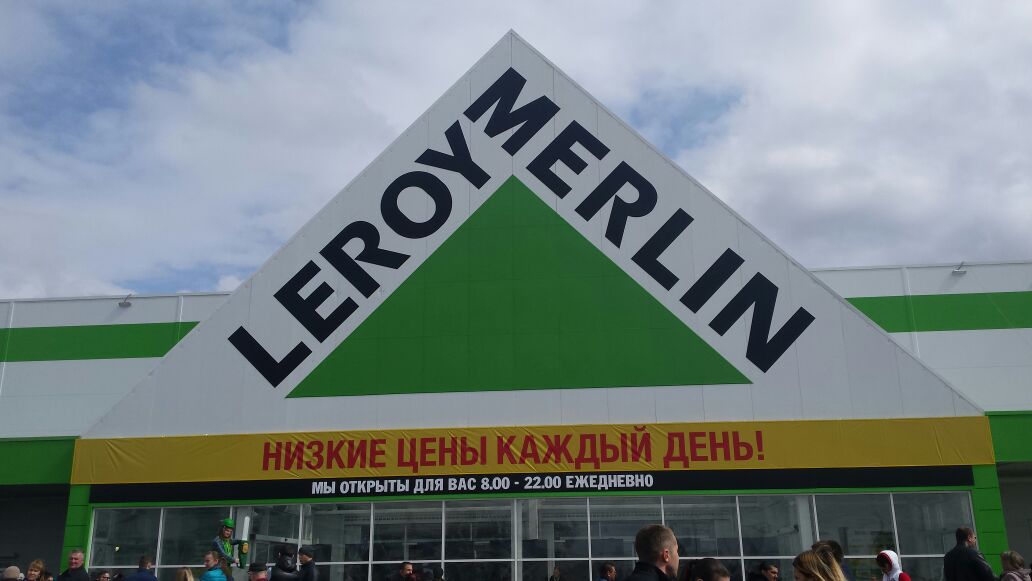 LEROY MERLIN
НИЗКИЕ ЦЕНЫ КАЖДЫЙ ДЕНЬ!
МЫ ОТКРЫТЫ ДЛЯ ВАС 8.00 - 22.00 ЕЖЕДНЕВНО